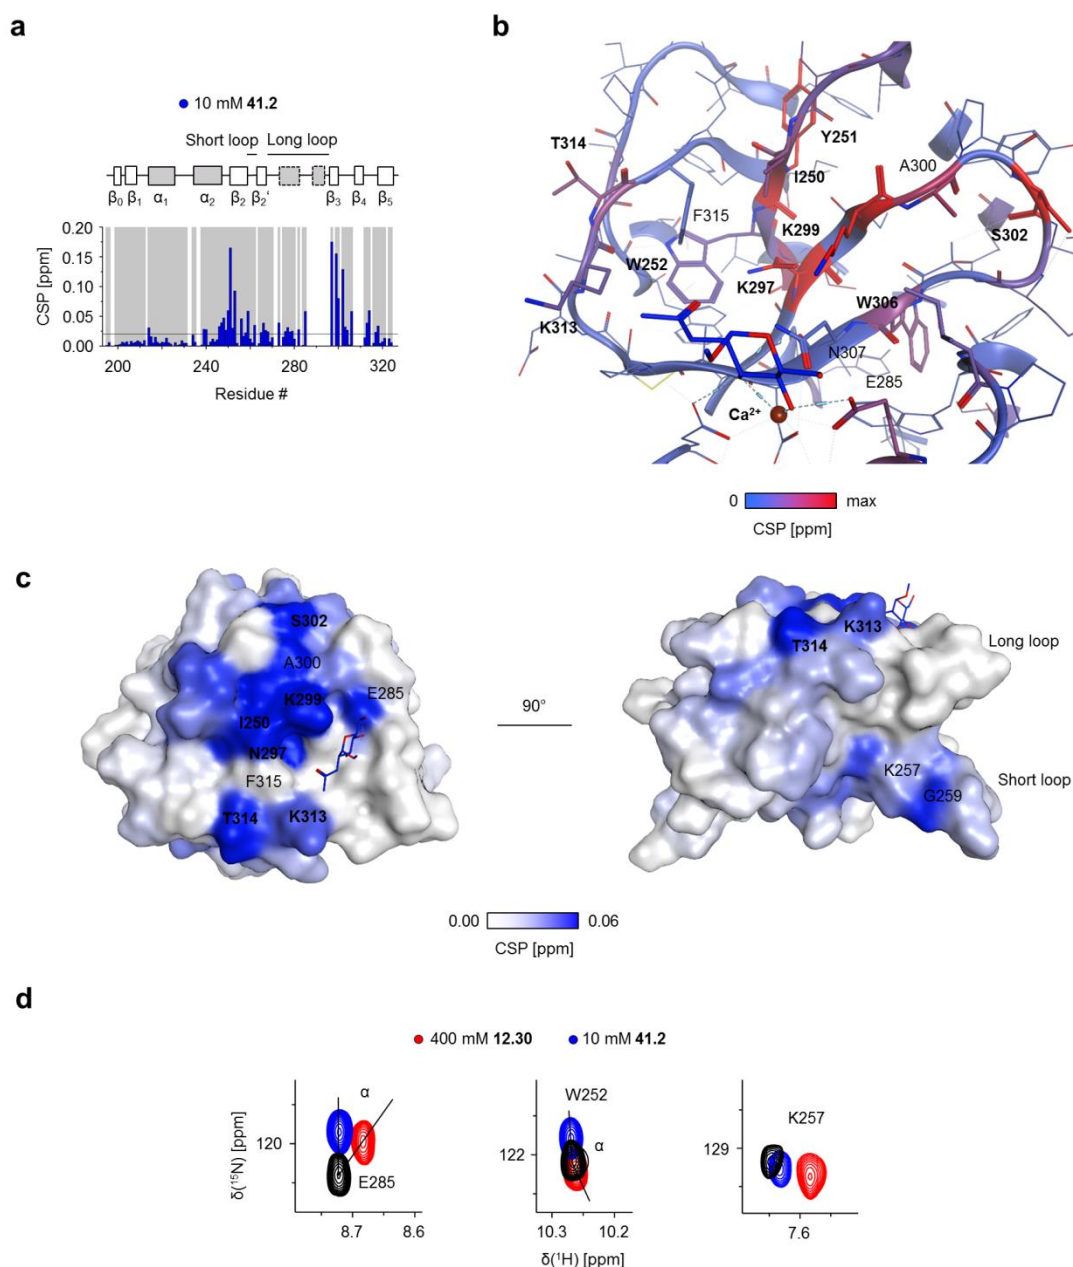 a
10 mM 41.2
Short loop
Long loop
β0 β1 α1 α2 β2 β2' β3 β4 β5
0.20
0.15
0.10
0.05
0.00
CSP [ppm]
200 240 280 320
Residue #
b
T314
Y251
I250
A300
F315
K299
S302
W252
K297
W306
K313
N307
E285
Ca²⁺
0 max
CSP [ppm]
c
S302
A300
K299
E285
I250
N297
F315
T314
K313
90°
K313
T314
Long loop
K257
Short loop
G259
0.00 0.06
CSP [ppm]
d
400 mM 12.30
10 mM 41.2
α
120
E285
8.7 8.6
δ(¹⁵N) [ppm]
W252
α
122
10.3 10.2
δ(¹H) [ppm]
K257
129
7.6